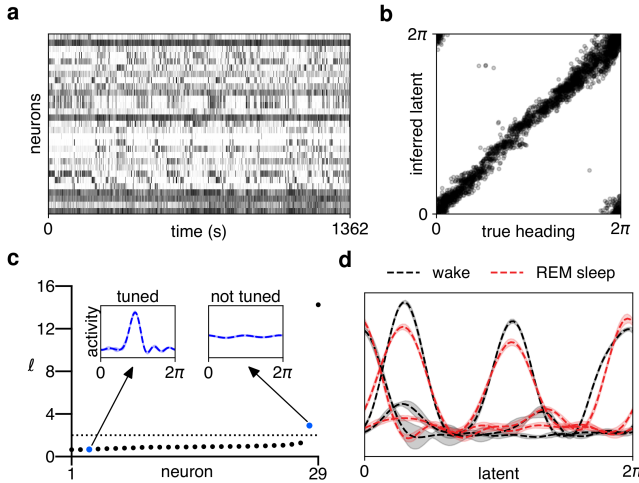 a
neurons
0
time (s)
1362
b
2π
inferred latent
0
0
true heading
2π
c
16
12
8
4
0
ℓ
tuned
not tuned
activity
0
2π
0
2π
1
neuron
29
d
wake
REM sleep
0
latent
2π